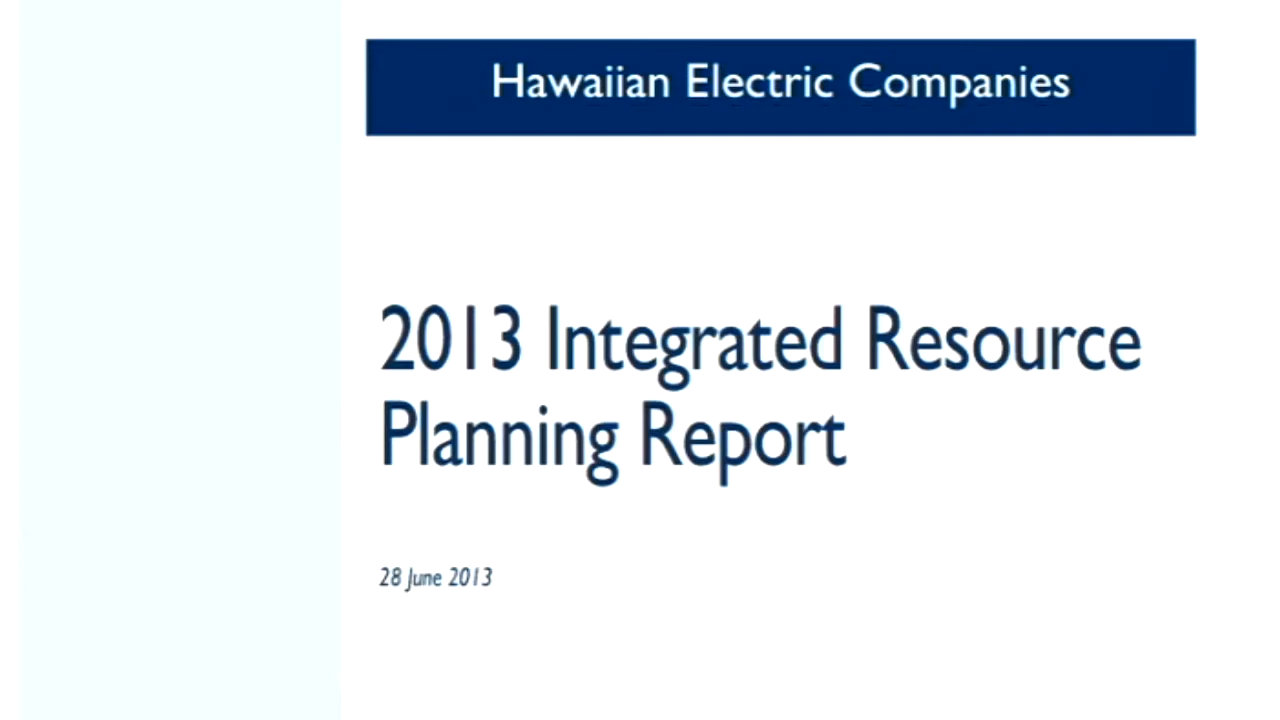 Hawaiian Electric Companies
2013 Integrated Resource
Planning Report
28 June 2013